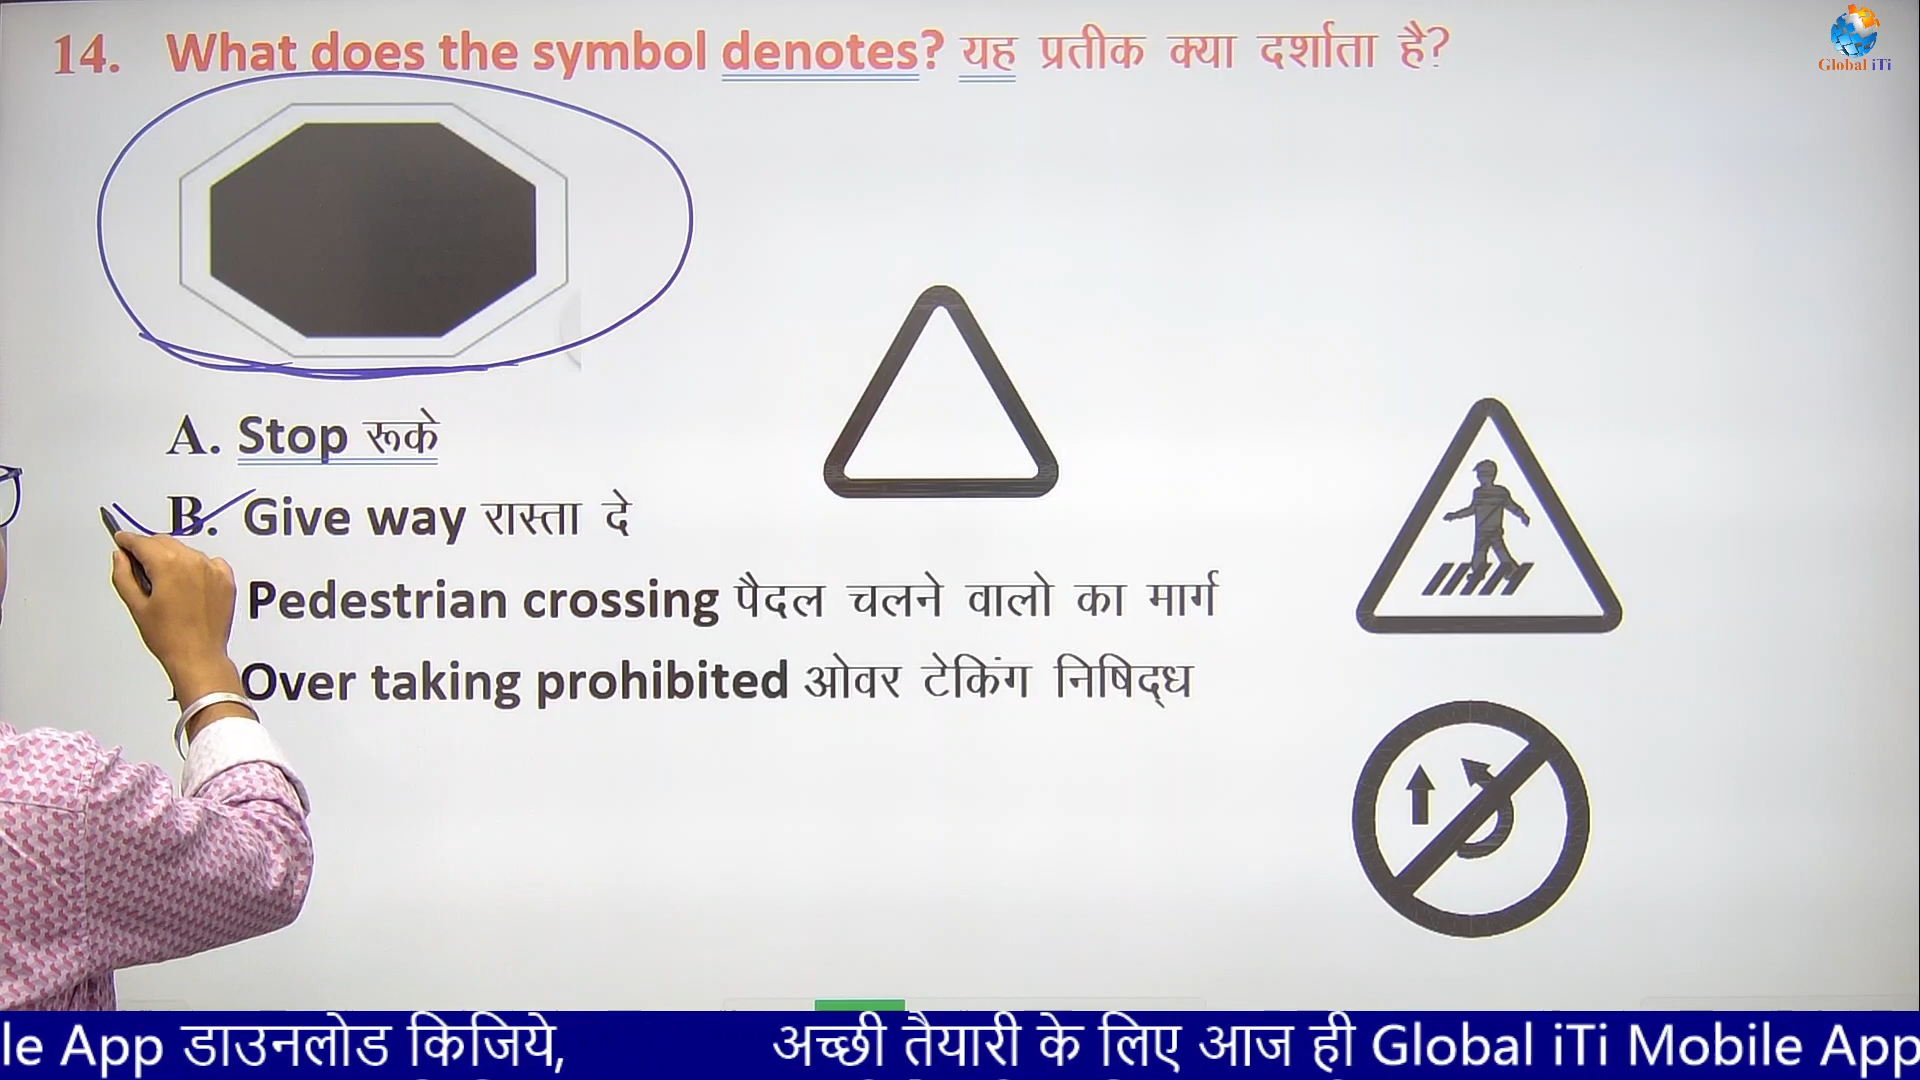 14. What does the symbol denotes? यह प्रतीक क्या दर्शाता है?
Global iTi
A. Stop रूके
B. Give way रास्ता दे
Pedestrian crossing पैदल चलने वालो का मार्ग
Over taking prohibited ओवर टेकिंग निषिद्ध
le App डाउनलोड किजिये, अच्छी तैयारी के लिए आज ही Global iTi Mobile App